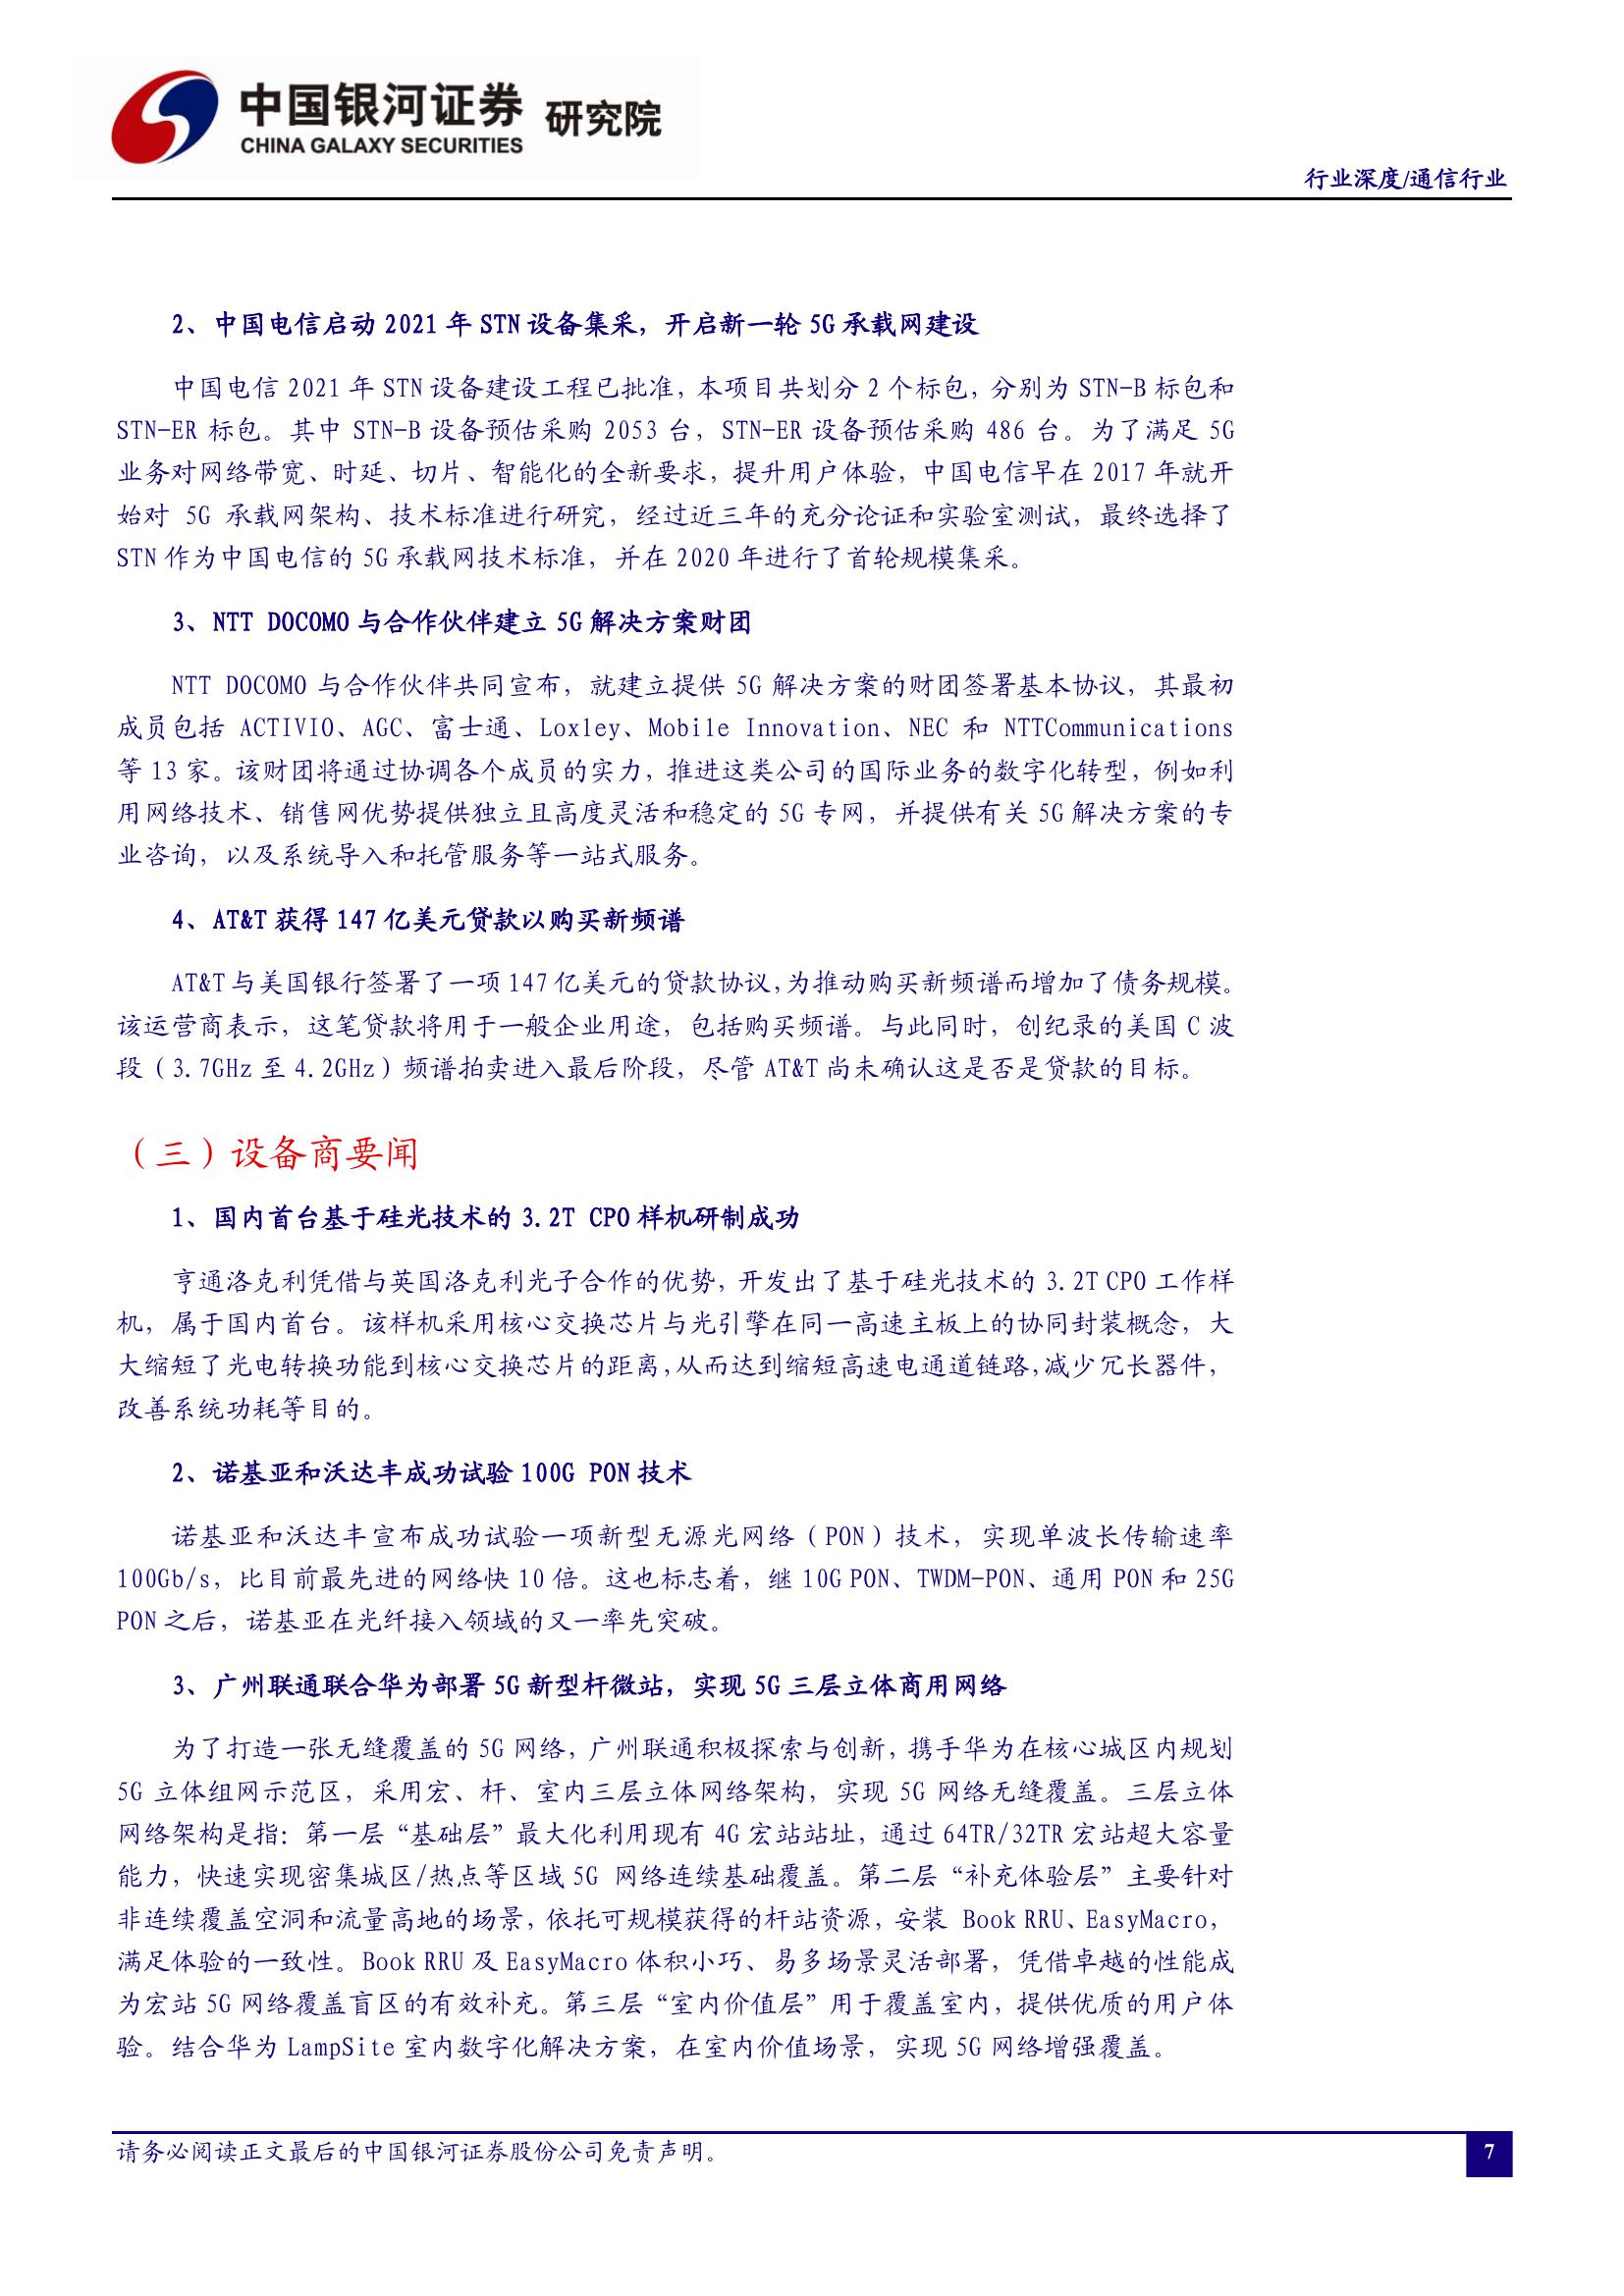 中国银河证券 研究院
CHINA GALAXY SECURITIES
行业深度/通信行业
2、中国电信启动 2021 年 STN 设备集采，开启新一轮 5G 承载网建设
中国电信 2021 年 STN 设备建设工程已批准，本项目共划分 2 个标包，分别为 STN-B 标包和
STN-ER 标包。其中 STN-B 设备预估采购 2053 台，STN-ER 设备预估采购 486 台。为了满足 5G
业务对网络带宽、时延、切片、智能化的全新要求，提升用户体验，中国电信早在 2017 年就开
始对 5G 承载网架构、技术标准进行研究，经过近三年的充分论证和实验室测试，最终选择了
STN 作为中国电信的 5G 承载网技术标准，并在 2020 年进行了首轮规模集采。
3、NTT DOCOMO 与合作伙伴建立 5G 解决方案财团
NTT DOCOMO 与合作伙伴共同宣布，就建立提供 5G 解决方案的财团签署基本协议，其最初
成员包括 ACTIVIO、AGC、富士通、Loxley、Mobile Innovation、NEC 和 NTTCommunications
等 13 家。该财团将通过协调各个成员的实力，推进这类公司的国际业务的数字化转型，例如利
用网络技术、销售网优势提供独立且高度灵活和稳定的 5G 专网，并提供有关 5G 解决方案的专
业咨询，以及系统导入和托管服务等一站式服务。
4、AT&T 获得 147 亿美元贷款以购买新频谱
AT&T 与美国银行签署了一项 147 亿美元的贷款协议，为推动购买新频谱而增加了债务规模。
该运营商表示，这笔贷款将用于一般企业用途，包括购买频谱。与此同时，创纪录的美国 C 波
段（3.7GHz 至 4.2GHz）频谱拍卖进入最后阶段，尽管 AT&T 尚未确认这是否是贷款的目标。
（三）设备商要闻
1、国内首台基于硅光技术的 3.2T CPO 样机研制成功
亨通洛克利凭借与英国洛克利光子合作的优势，开发出了基于硅光技术的 3.2T CPO 工作样
机，属于国内首台。该样机采用核心交换芯片与光引擎在同一高速主板上的协同封装概念，大
大缩短了光电转换功能到核心交换芯片的距离，从而达到缩短高速电通道链路，减少冗长器件，
改善系统功耗等目的。
2、诺基亚和沃达丰成功试验 100G PON 技术
诺基亚和沃达丰宣布成功试验一项新型无源光网络（PON）技术，实现单波长传输速率
100Gb/s，比目前最先进的网络快 10 倍。这也标志着，继 10G PON、TWDM-PON、通用 PON 和 25G
PON 之后，诺基亚在光纤接入领域的又一率先突破。
3、广州联通联合华为部署 5G 新型杆微站，实现 5G 三层立体商用网络
为了打造一张无缝覆盖的 5G 网络，广州联通积极探索与创新，携手华为在核心城区内规划
5G 立体组网示范区，采用宏、杆、室内三层立体网络架构，实现 5G 网络无缝覆盖。三层立体
网络架构是指：第一层“基础层”最大化利用现有 4G 宏站站址，通过 64TR/32TR 宏站超大容量
能力，快速实现密集城区/热点等区域 5G 网络连续基础覆盖。第二层“补充体验层”主要针对
非连续覆盖空洞和流量高地的场景，依托可规模获得的杆站资源，安装 Book RRU、EasyMacro，
满足体验的一致性。Book RRU 及 EasyMacro 体积小巧、易多场景灵活部署，凭借卓越的性能成
为宏站 5G 网络覆盖盲区的有效补充。第三层“室内价值层”用于覆盖室内，提供优质的用户体
验。结合华为 LampSite 室内数字化解决方案，在室内价值场景，实现 5G 网络增强覆盖。
请务必阅读正文最后的中国银河证券股份公司免责声明。
7